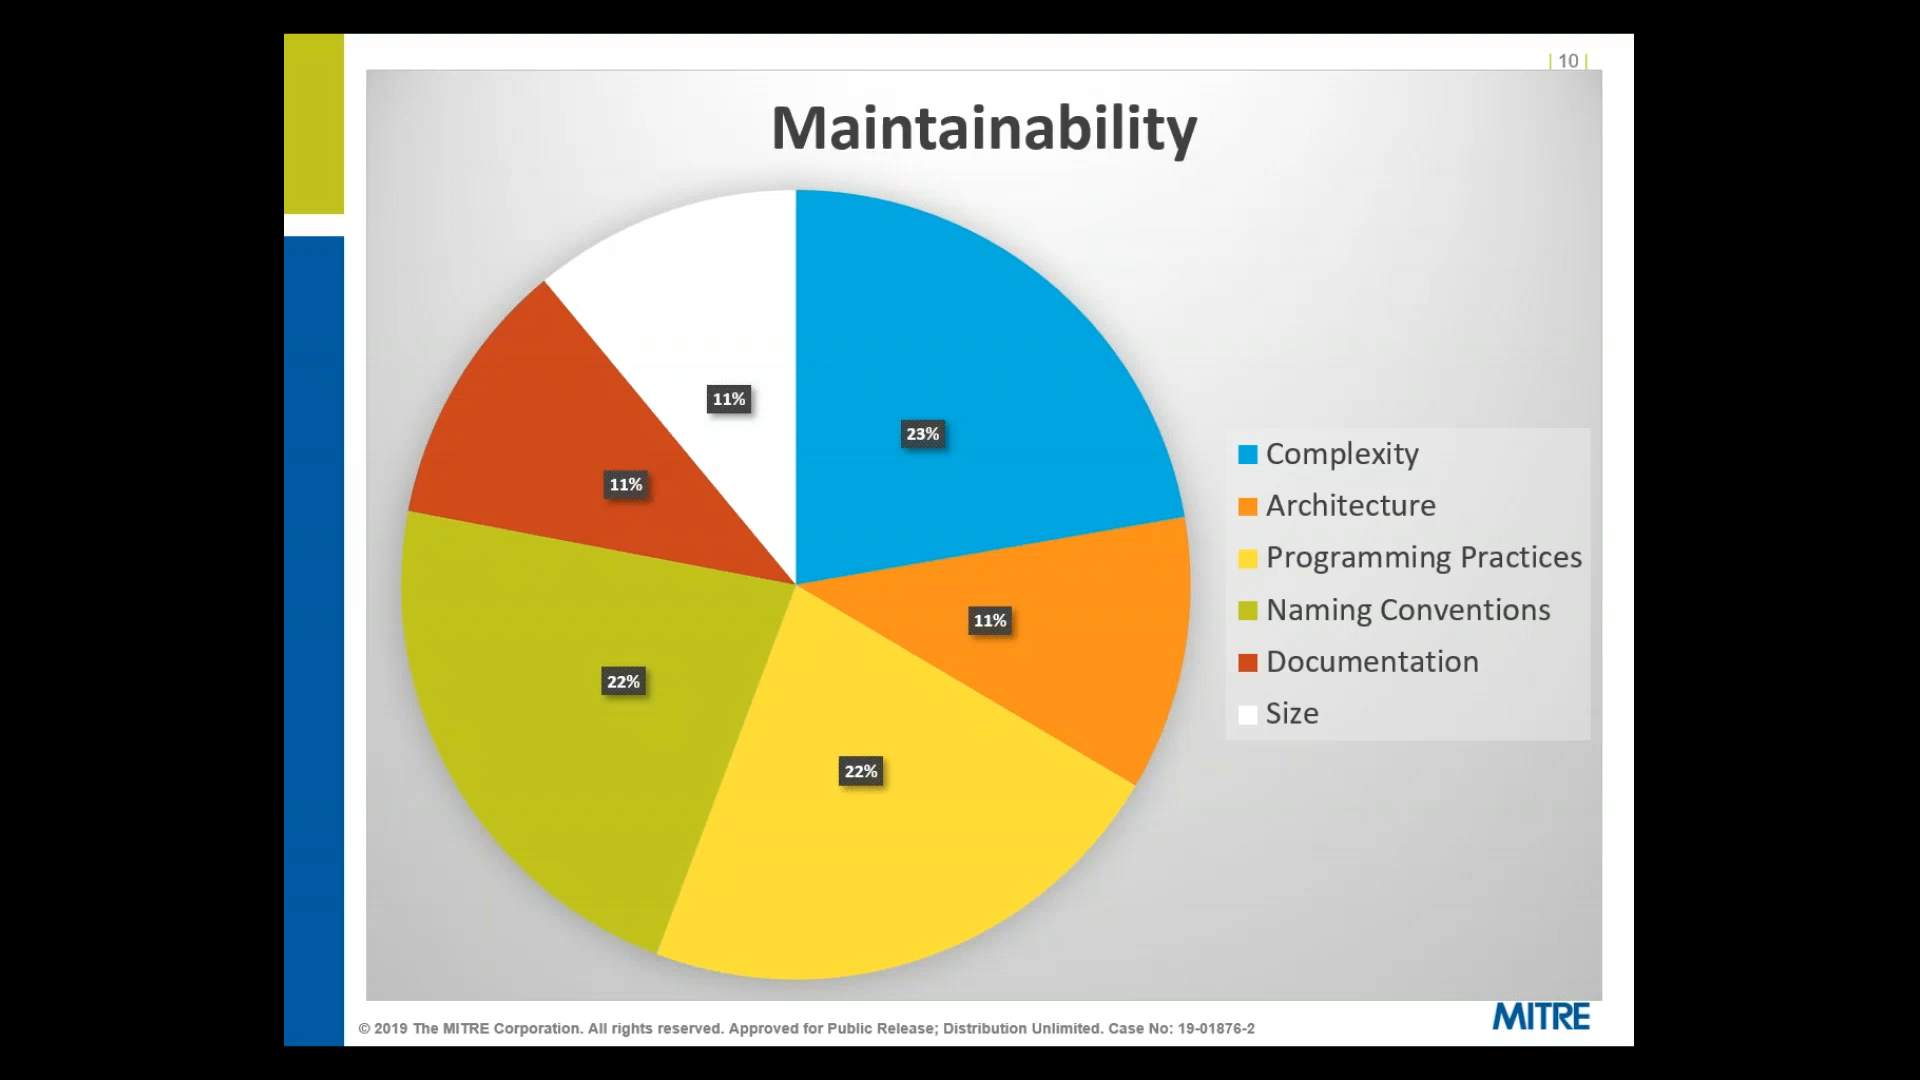 | 10 |
Maintainability
11%
23%
11%
11%
22%
22%
Complexity
Architecture
Programming Practices
Naming Conventions
Documentation
Size
MITRE
© 2019 The MITRE Corporation. All rights reserved. Approved for Public Release; Distribution Unlimited. Case No: 19-01876-2